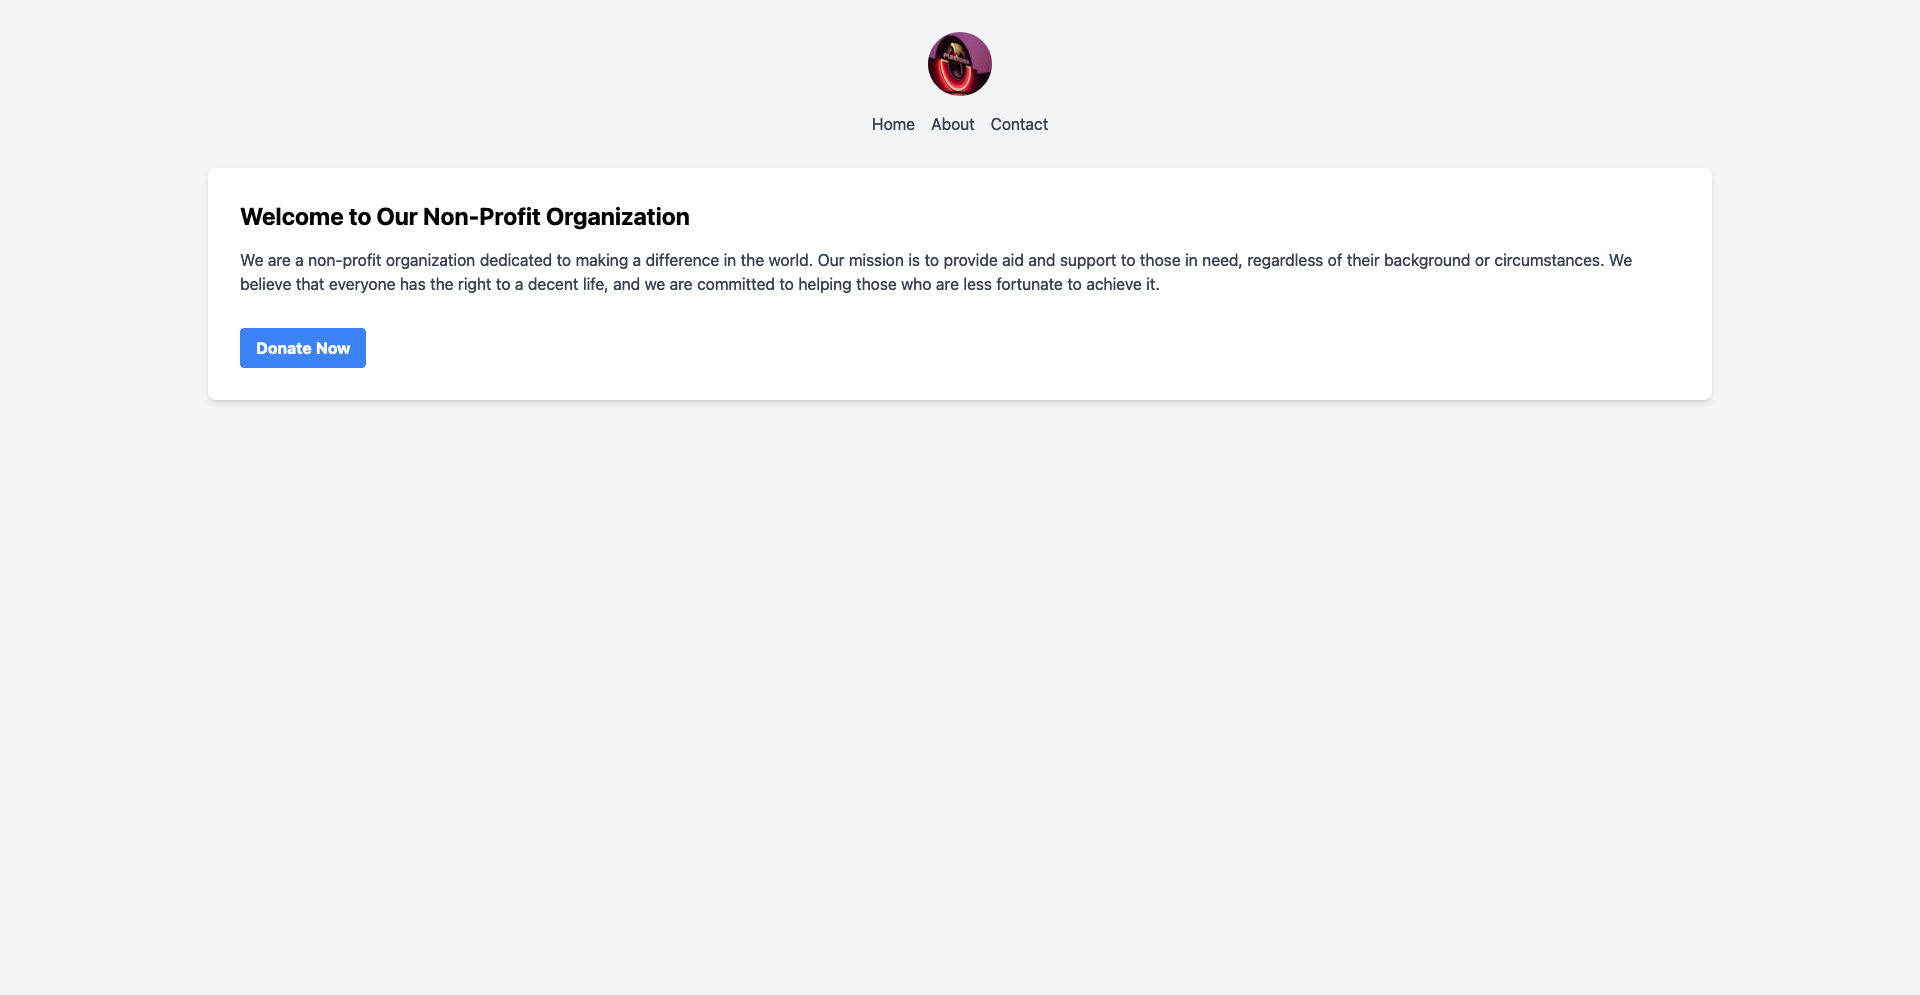 Home About Contact
Welcome to Our Non-Profit Organization
We are a non-profit organization dedicated to making a difference in the world. Our mission is to provide aid and support to those in need, regardless of their background or circumstances. We
believe that everyone has the right to a decent life, and we are committed to helping those who are less fortunate to achieve it.
Donate Now